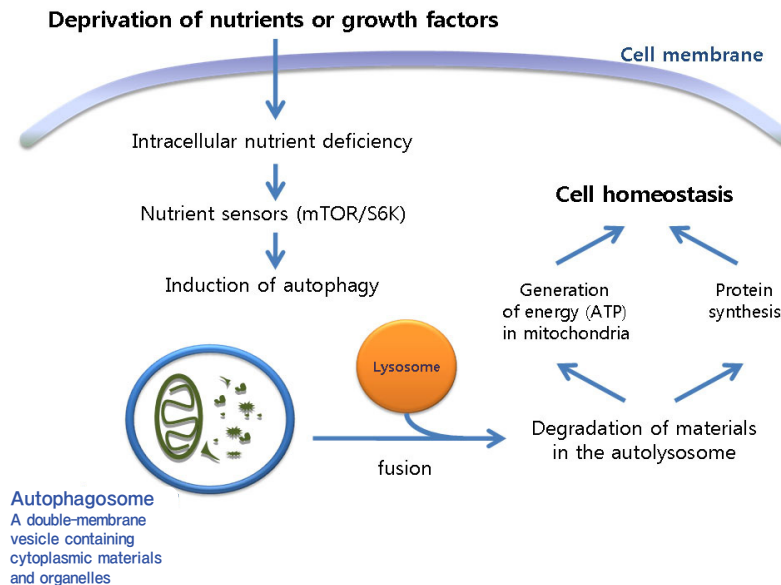 Deprivation of nutrients or growth factors
Cell membrane
Intracellular nutrient deficiency
Nutrient sensors (mTOR/S6K)
Induction of autophagy
Cell homeostasis
Generation
of energy (ATP)
in mitochondria
Protein
synthesis
Lysosome
fusion
Degradation of materials
in the autolysosome
Autophagosome
A double-membrane
vesicle containing
cytoplasmic materials
and organelles